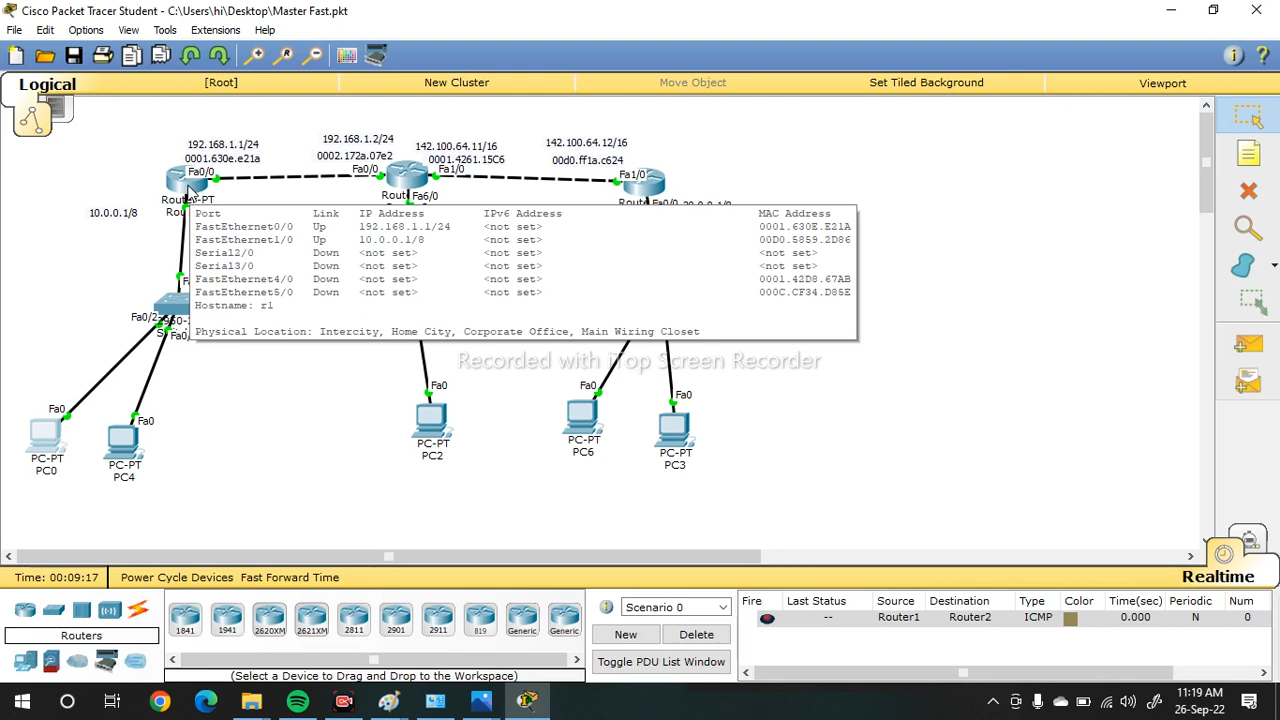 Cisco Packet Tracer Student - C:\Users\hi\Desktop\Master Fast.pkt
File Edit Options View Tools Extensions Help
Logical [Root] New Cluster Move Object Set Tiled Background Viewport
192.168.1.1/24
0001.630e.e21a
192.168.1.2/24
0002.172a.07e2
142.100.64.11/16
0001.4261.15C6
142.100.64.12/16
00d0.ff1a.c624
Fa0/0
Fa0/0
Fa1/0
Fa1/0
Fa6/0
Fa0/0
10.0.0.1/8
Port Link IP Address IPv6 Address MAC Address
FastEthernet0/0 Up 192.168.1.1/24 <not set> 0001.630E.E21A
FastEthernet1/0 Up 10.0.0.1/8 <not set> 00D0.5859.2D86
Serial2/0 Down <not set> <not set> <not set>
Serial3/0 Down <not set> <not set> <not set>
FastEthernet4/0 Down <not set> <not set> 0001.42D8.67AB
FastEthernet5/0 Down <not set> <not set> 000C.CF34.D85E
Hostname: r1
Physical Location: Intercity, Home City, Corporate Office, Main Wiring Closet
Recorded with iTop Screen Recorder
Fa0/2
Fa0 Fa0 Fa0 Fa0 Fa0
PC-PT
PC0
PC-PT
PC4
PC-PT
PC2
PC-PT
PC6
PC-PT
PC3
Time: 00:09:17 Power Cycle Devices Fast Forward Time
Realtime
Routers
1841 1941 2620XM 2621XM 2811 2901 2911 819 Generic Generic
(Select a Device to Drag and Drop to the Workspace)
Scenario 0
New Delete
Toggle PDU List Window
Fire Last Status Source Destination Type Color Time(sec) Periodic Num
-- Router1 Router2 ICMP 0.000 N 0
11:19 AM
26-Sep-22